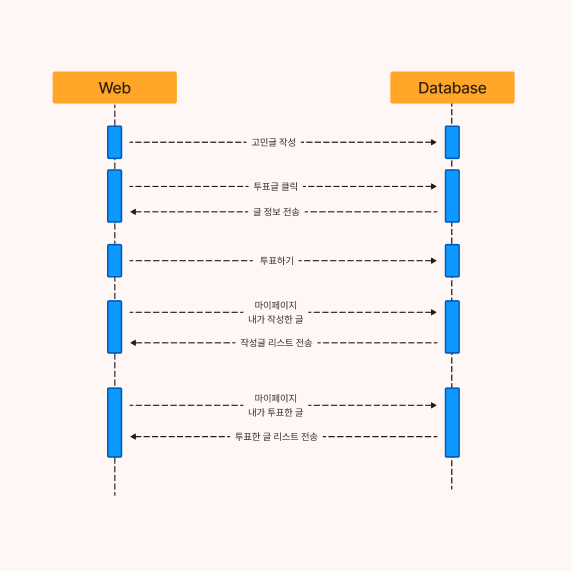 Web
Database
고민글 작성
투표글 클릭
글 정보 전송
투표하기
마이페이지
내가 작성한 글
작성글 리스트 전송
마이페이지
내가 투표한 글
투표한 글 리스트 전송